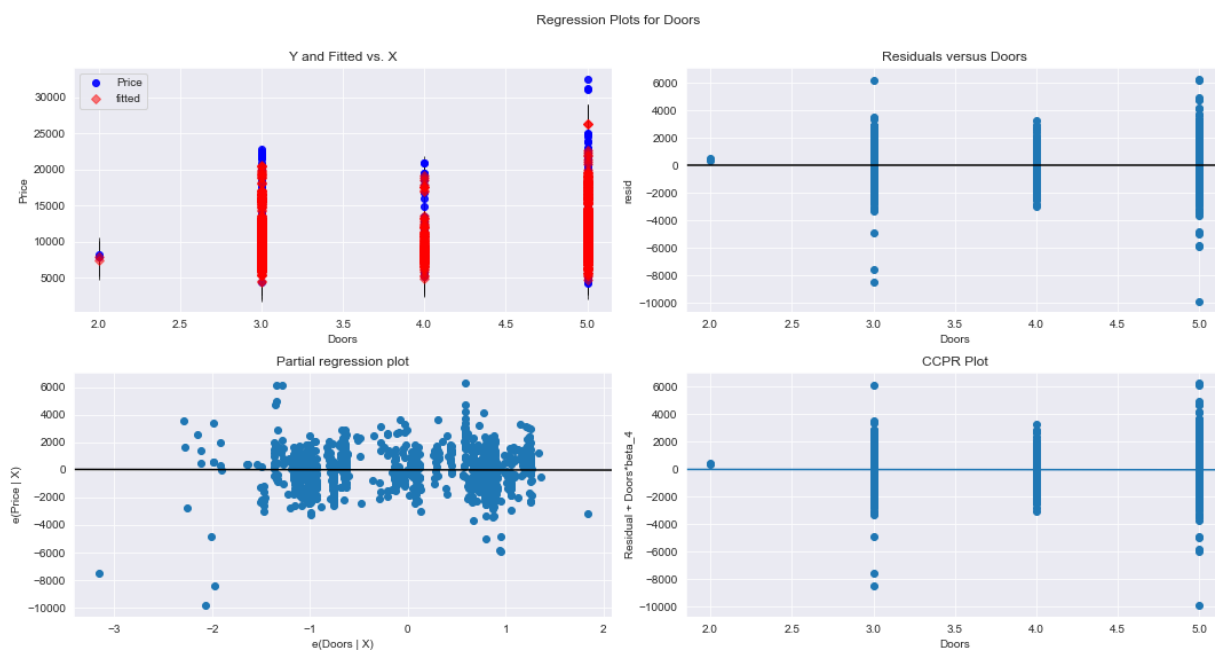 Regression Plots for Doors
Y and Fitted vs. X
Price
fitted
30000
25000
20000
15000
10000
5000
Price
2.0 2.5 3.0 3.5 4.0 4.5 5.0
Doors
Residuals versus Doors
6000
4000
2000
0
−2000
−4000
−6000
−8000
−10000
resid
2.0 2.5 3.0 3.5 4.0 4.5 5.0
Doors
Partial regression plot
6000
4000
2000
0
−2000
−4000
−6000
−8000
−10000
e(Price | X)
−3 −2 −1 0 1 2
e(Doors | X)
CCPR Plot
6000
4000
2000
0
−2000
−4000
−6000
−8000
−10000
Residual + Doors*beta_4
2.0 2.5 3.0 3.5 4.0 4.5 5.0
Doors